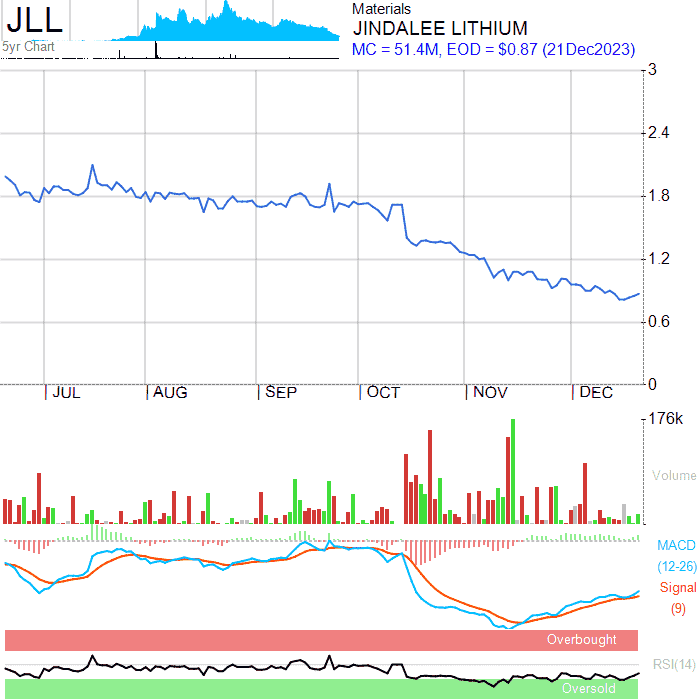 JLL
5yr Chart
Materials
JINDALEE LITHIUM
MC = 51.4M, EOD = $0.87 (21Dec2023)
3
2.4
1.8
1.2
0.6
0
JUL AUG SEP OCT NOV DEC
176k
Volume
MACD
(12-26)
Signal
(9)
Overbought
RSI(14)
Oversold